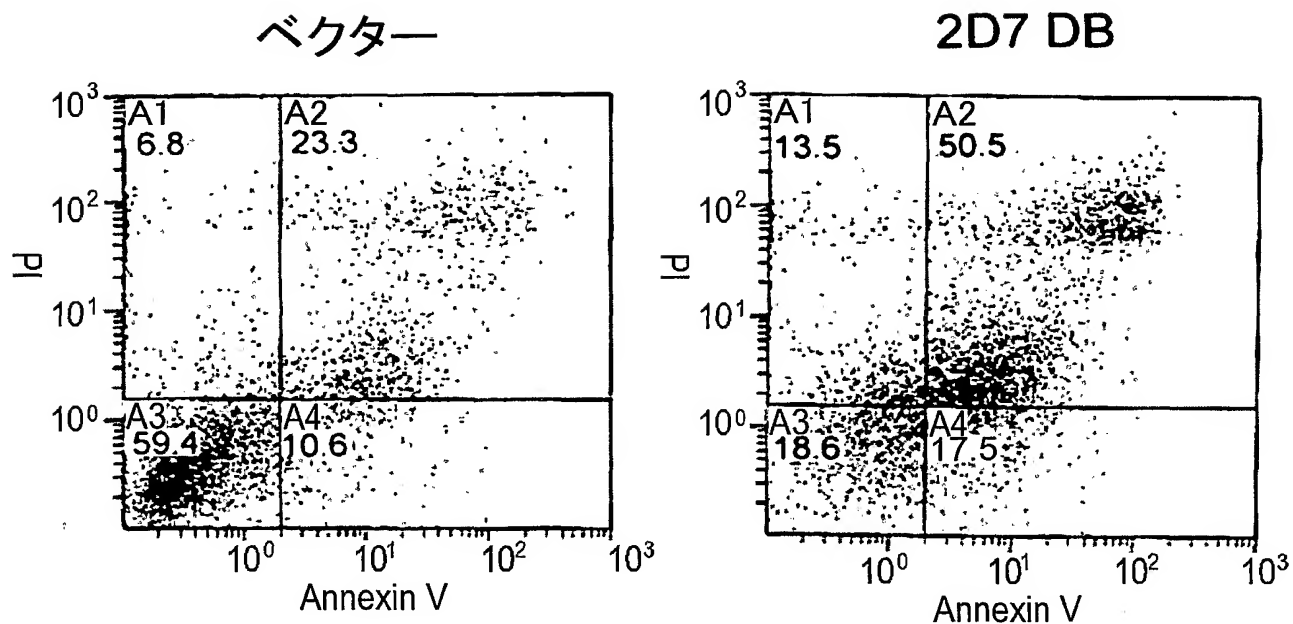 ベクター
10³
A1
6.8
A2
23.3
10²
PI
10¹
10⁰
A3
59.4
A4
10.6
10⁰ 10¹ 10² 10³
Annexin V
2D7 DB
10³
A1
13.5
A2
50.5
10²
PI
10¹
10⁰
A3
18.6
A4
17.5
10⁰ 10¹ 10² 10³
Annexin V